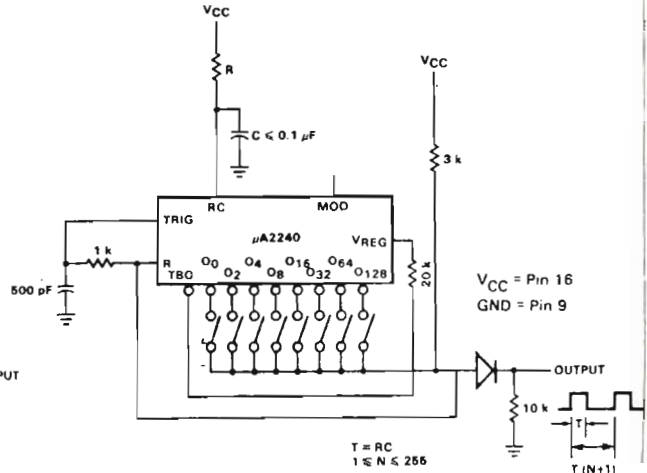 VCC
R
C ≤ 0.1 µF
VCC
3 k
RC
MOD
TRIG
µA2240
VREG
1 k
R
O0 O4 O16 O64
TBO O2 O8 O32 O128
20 k
500 pF
VCC = Pin 16
GND = Pin 9
PUT
OUTPUT
10 k
T
T = RC
1 ≤ N ≤ 255
T (N+1)